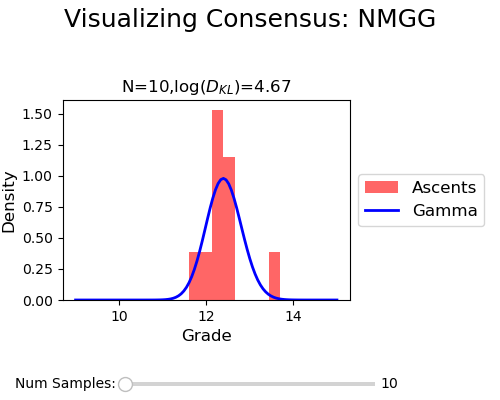 Visualizing Consensus: NMGG
N=10,log(D_KL)=4.67
Density
1.50
1.25
1.00
0.75
0.50
0.25
0.00
10
12
14
Grade
Ascents
Gamma
Num Samples:
10